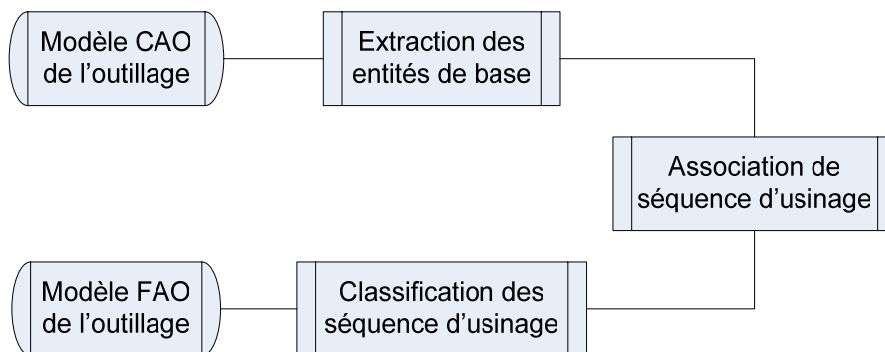 Modèle CAO
de l'outillage
Extraction des
entités de base
Association de
séquence d'usinage
Modèle FAO
de l'outillage
Classification des
séquence d'usinage